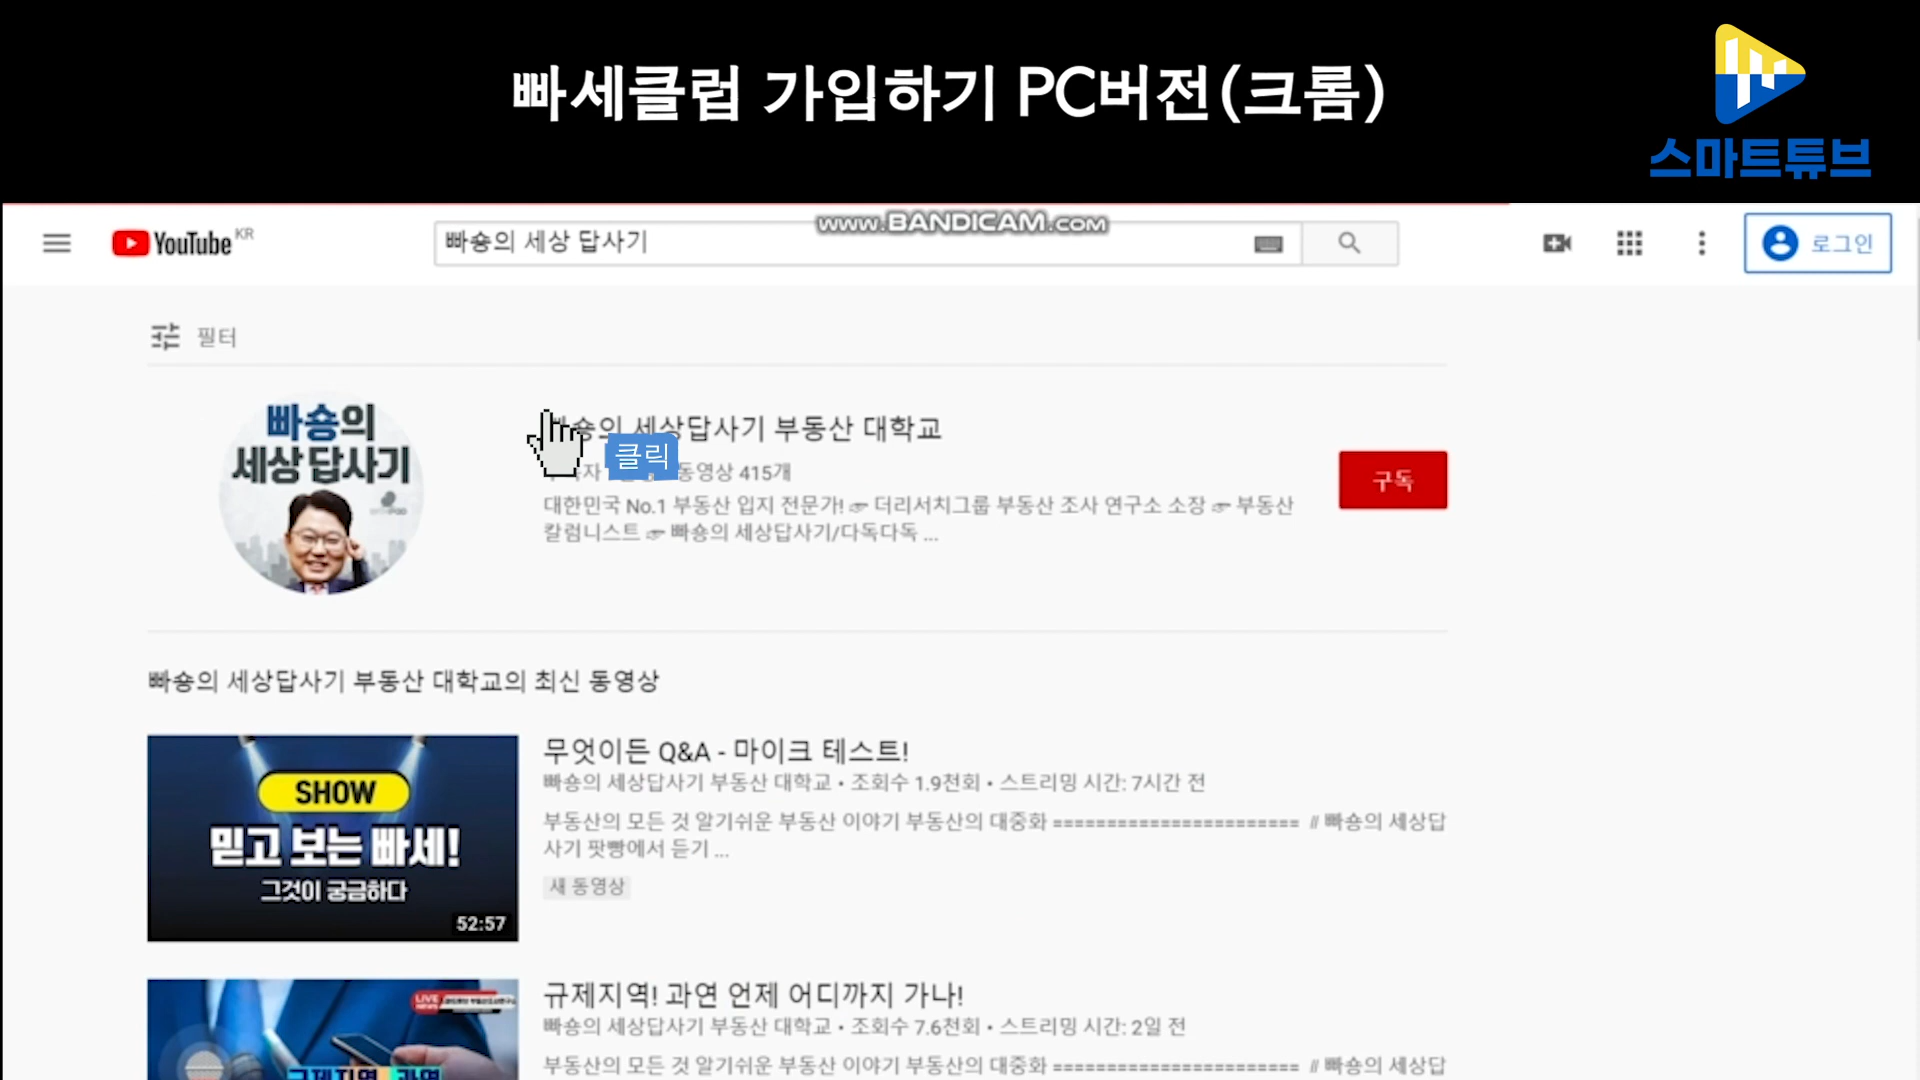 빠세클럽 가입하기 PC버전(크롬)
스마트튜브
www.BANDICAM.com
YouTube KR
빠숑의 세상 답사기
로그인
필터
빠숑의
세상답사기
숑의 세상답사기 부동산 대학교
클릭
동영상 415개
대한민국 No.1 부동산 입지 전문가! ☞ 더리서치그룹 부동산 조사 연구소 소장 ☞ 부동산
칼럼니스트 ☞ 빠숑의 세상답사기/다독다독 ...
구독
빠숑의 세상답사기 부동산 대학교의 최신 동영상
SHOW
믿고 보는 빠세!
그것이 궁금하다
52:57
무엇이든 Q&A - 마이크 테스트!
빠숑의 세상답사기 부동산 대학교 • 조회수 1.9천회 • 스트리밍 시간: 7시간 전
부동산의 모든 것 알기쉬운 부동산 이야기 부동산의 대중화 ======================= // 빠숑의 세상답
사기 팟빵에서 듣기 ...
새 동영상
LIVE
규제지역! 과연 언제 어디까지 가나!
빠숑의 세상답사기 부동산 대학교 • 조회수 7.6천회 • 스트리밍 시간: 2일 전
부동산의 모든 것 알기쉬운 부동산 이야기 부동산의 대중화 ======================= // 빠숑의 세상답